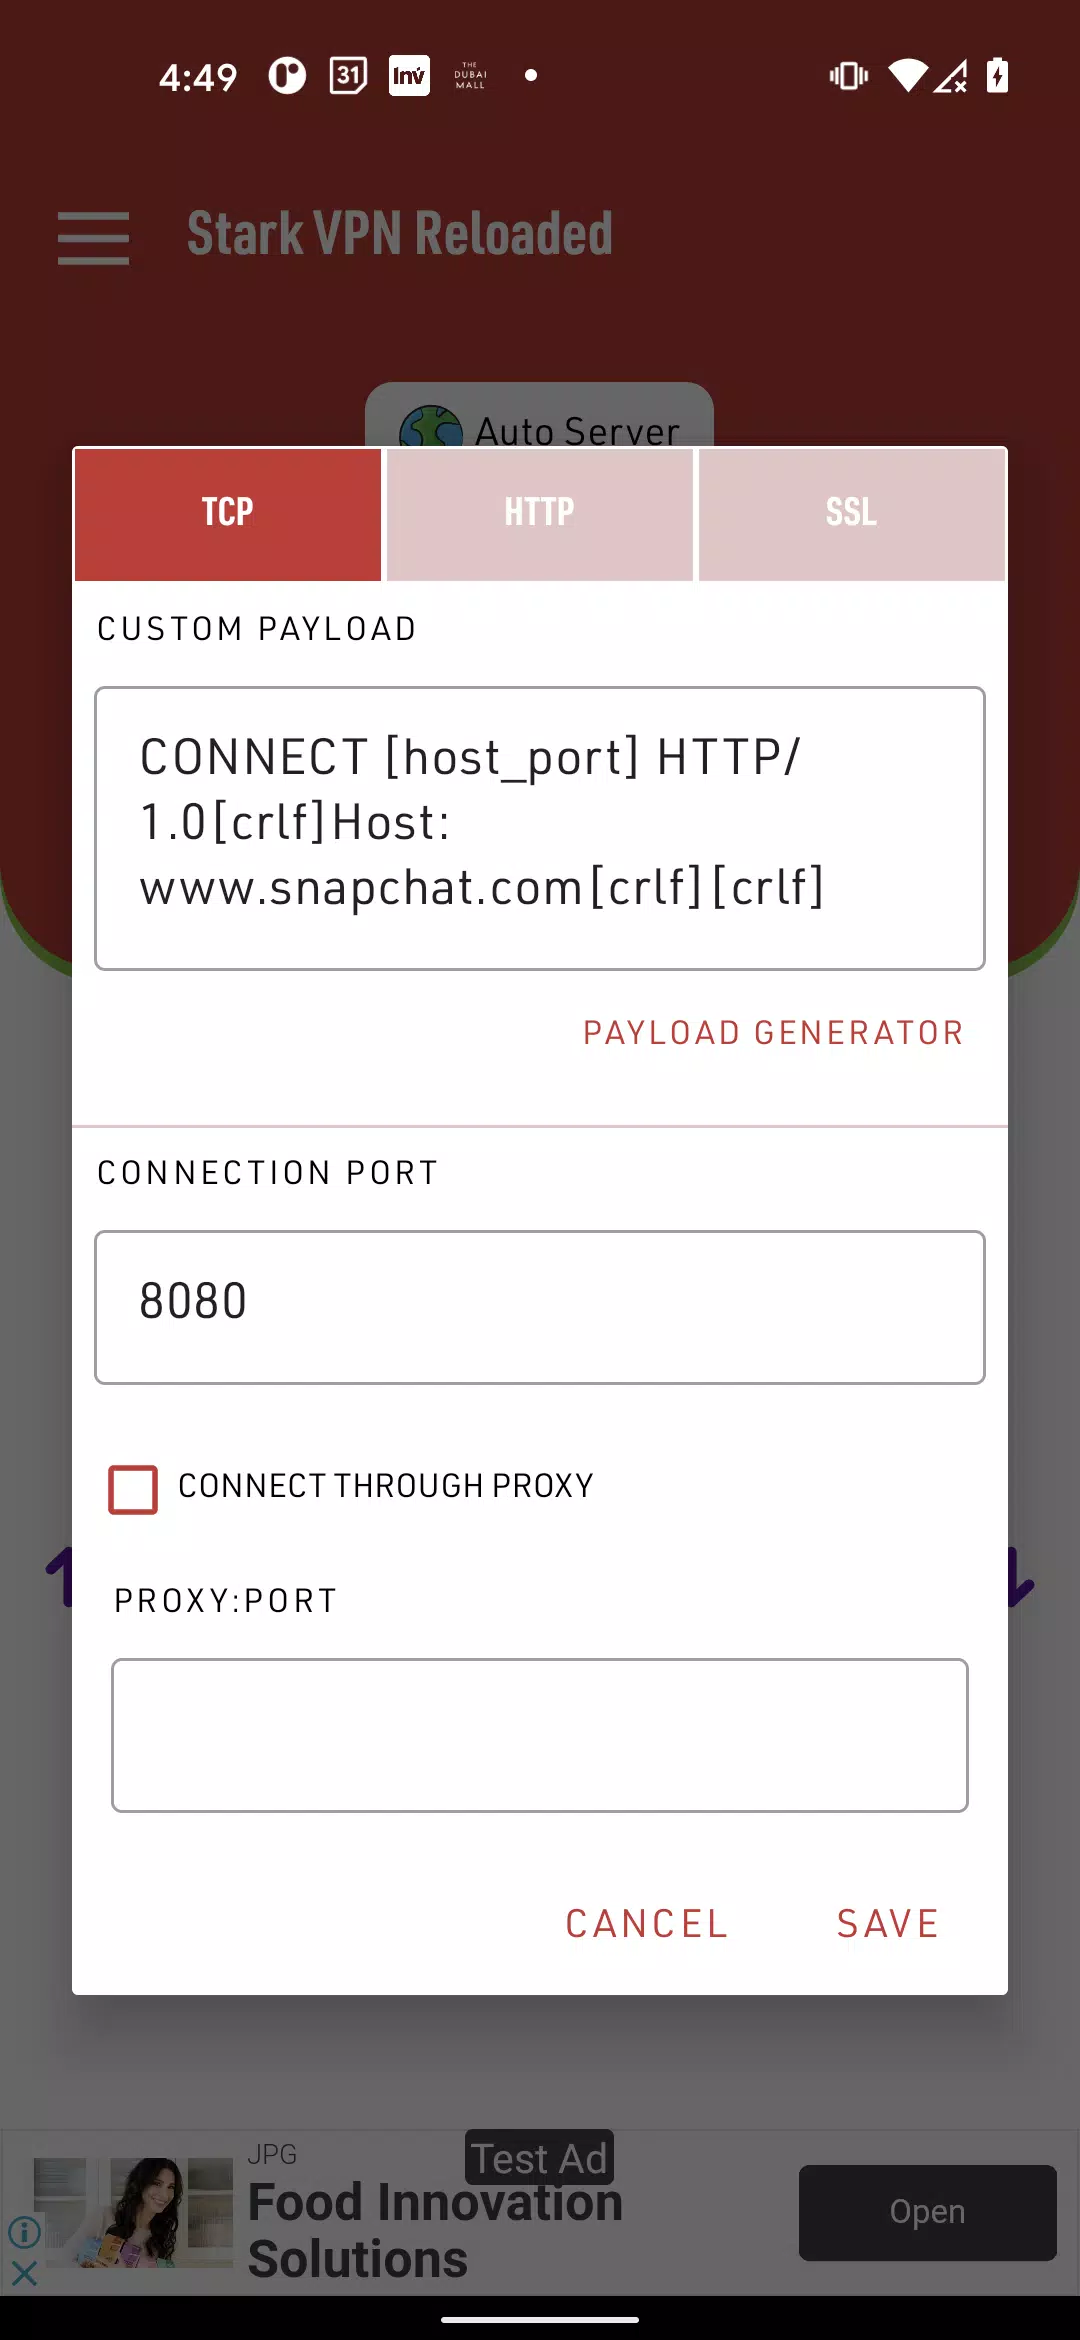 4:49
31
Inv
THE
DUBAI
MALL
Stark VPN Reloaded
Auto Server
TCP
HTTP
SSL
CUSTOM PAYLOAD
CONNECT [host_port] HTTP/
1.0[crlf]Host:
www.snapchat.com[crlf][crlf]
PAYLOAD GENERATOR
CONNECTION PORT
8080
CONNECT THROUGH PROXY
PROXY:PORT
CANCEL
SAVE
JPG
Test Ad
Food Innovation
Solutions
Open